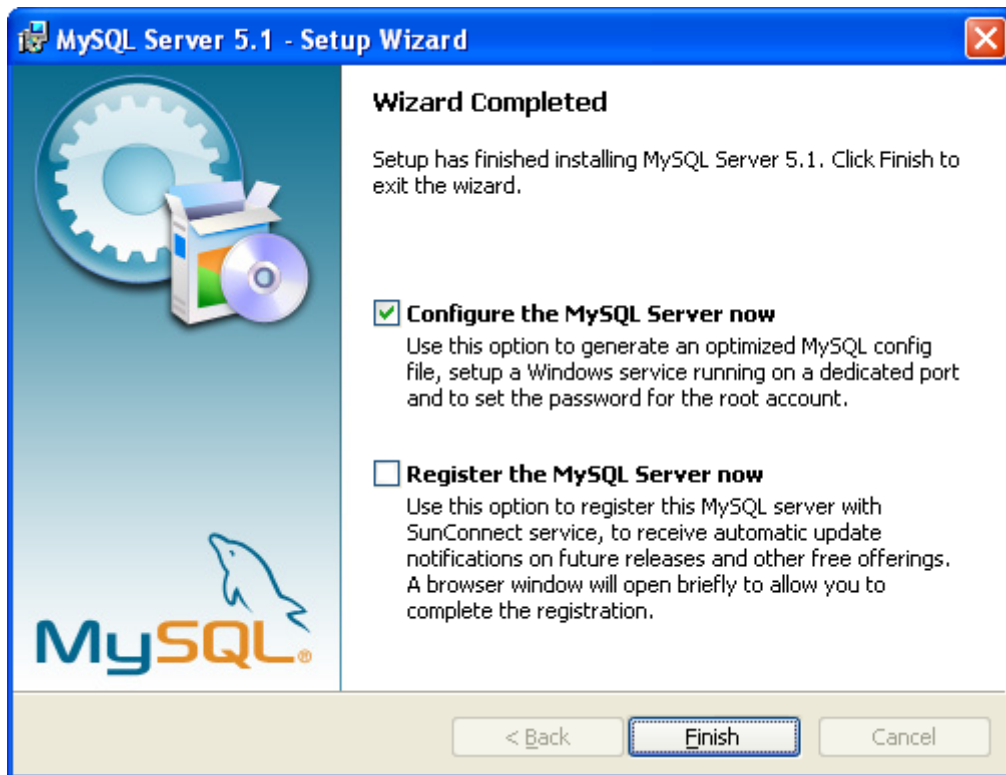 MySQL Server 5.1 - Setup Wizard
Wizard Completed
Setup has finished installing MySQL Server 5.1. Click Finish to
exit the wizard.
Configure the MySQL Server now
Use this option to generate an optimized MySQL config
file, setup a Windows service running on a dedicated port
and to set the password for the root account.
Register the MySQL Server now
Use this option to register this MySQL server with
SunConnect service, to receive automatic update
notifications on future releases and other free offerings.
A browser window will open briefly to allow you to
complete the registration.
MySQL®
< Back
Finish
Cancel